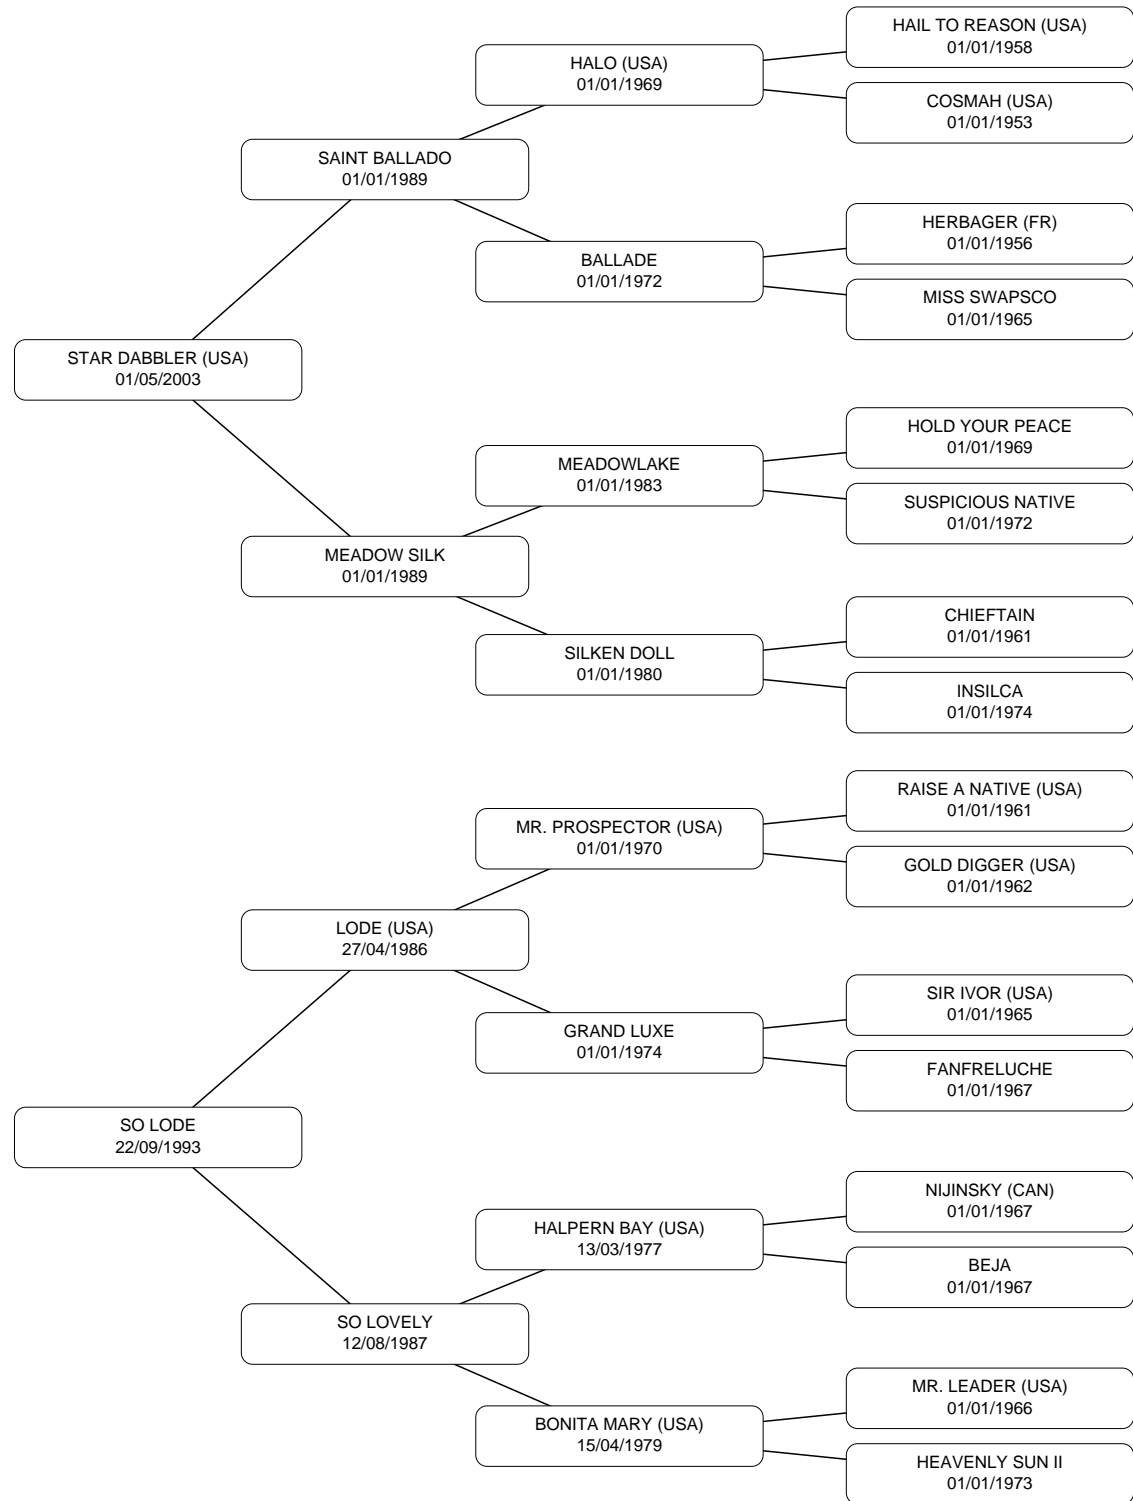 HAIL TO REASON (USA)
01/01/1958
HALO (USA)
01/01/1969
COSMAH (USA)
01/01/1953
SAINT BALLADO
01/01/1989
HERBAGER (FR)
01/01/1956
BALLADE
01/01/1972
MISS SWAPSCO
01/01/1965
STAR DABBLER (USA)
01/05/2003
HOLD YOUR PEACE
01/01/1969
MEADOWLAKE
01/01/1983
SUSPICIOUS NATIVE
01/01/1972
MEADOW SILK
01/01/1989
CHIEFTAIN
01/01/1961
SILKEN DOLL
01/01/1980
INSILCA
01/01/1974
RAISE A NATIVE (USA)
01/01/1961
MR. PROSPECTOR (USA)
01/01/1970
GOLD DIGGER (USA)
01/01/1962
LODE (USA)
27/04/1986
SIR IVOR (USA)
01/01/1965
GRAND LUXE
01/01/1974
FANFRELUCHE
01/01/1967
SO LODE
22/09/1993
NIJINSKY (CAN)
01/01/1967
HALPERN BAY (USA)
13/03/1977
BEJA
01/01/1967
SO LOVELY
12/08/1987
MR. LEADER (USA)
01/01/1966
BONITA MARY (USA)
15/04/1979
HEAVENLY SUN II
01/01/1973